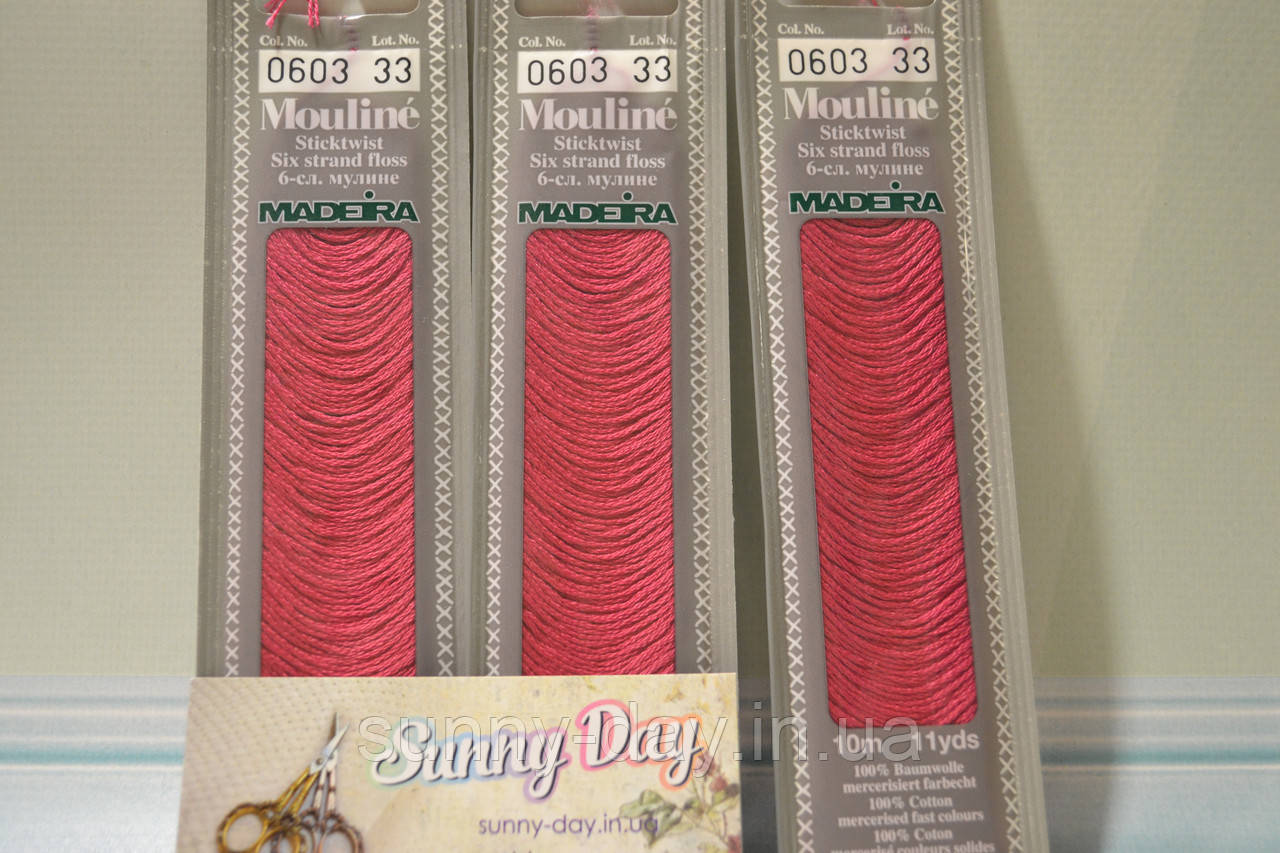 Col. No. Lot. No.
0603 33
Mouliné
Sticktwist
Six strand floss
6-сл. мулине
MADEIRA
Col. No. Lot. No.
0603 33
Mouliné
Sticktwist
Six strand floss
6-сл. мулине
MADEIRA
Col. No. Lot. No.
0603 33
Mouliné
Sticktwist
Six strand floss
6-сл. мулине
MADEIRA
10m 11yds
100% Baumwolle
mercerisiert farbecht
100% Cotton
mercerised fast colours
100% Coton
mercerisé couleurs solides
Sunny Day
sunny-day.in.ua
sunny-day.in.ua